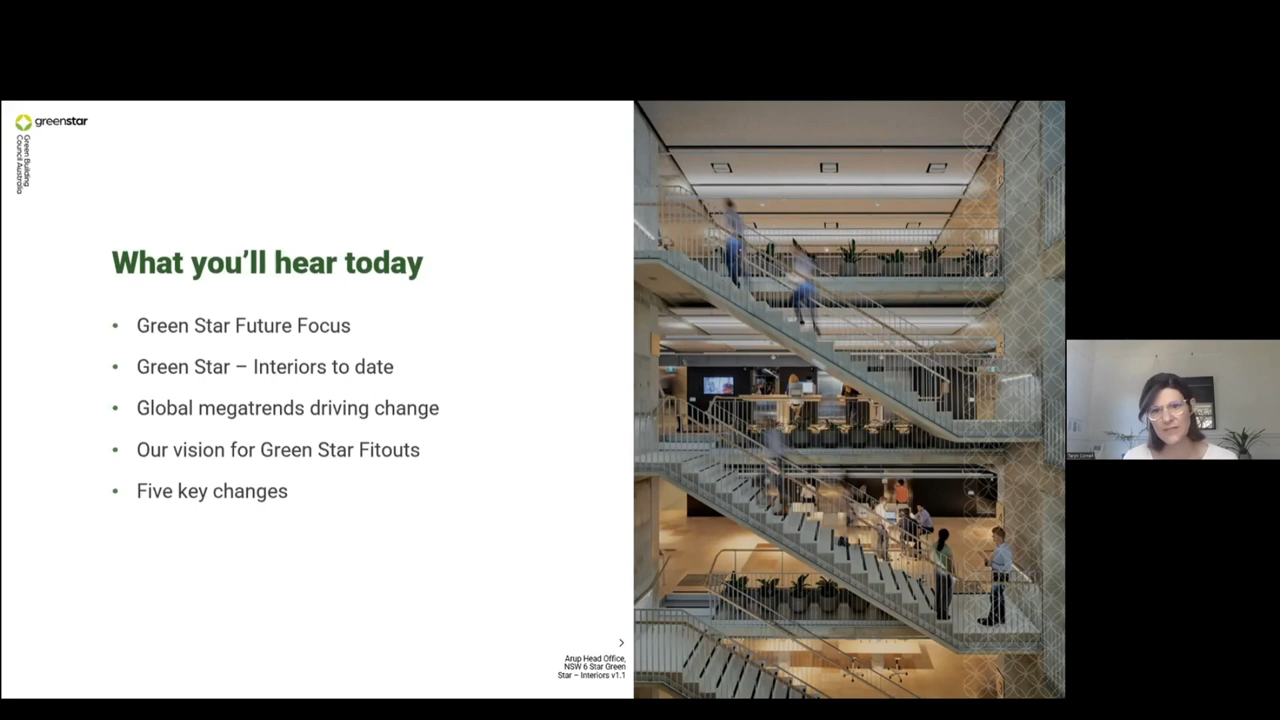 greenstar
Green Building
Council Australia
What you’ll hear today
• Green Star Future Focus
• Green Star – Interiors to date
• Global megatrends driving change
• Our vision for Green Star Fitouts
• Five key changes
Arup Head Office,
NSW 6 Star Green
Star – Interiors v1.1
Taryn Cornell